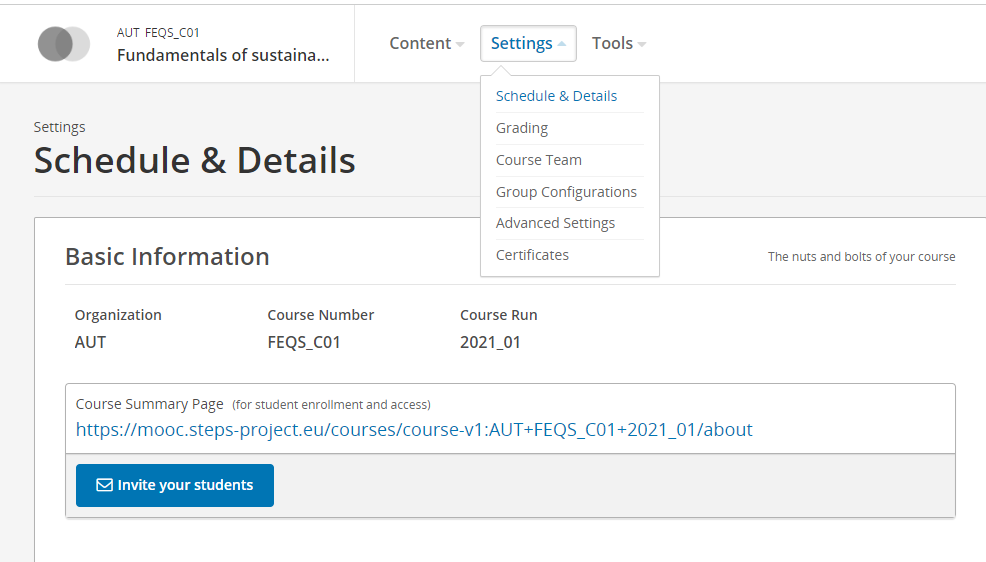 AUT FEQS_C01
Fundamentals of sustaina...
Content
Settings
Tools
Schedule & Details
Grading
Course Team
Group Configurations
Advanced Settings
Certificates
Settings
Schedule & Details
Basic Information
The nuts and bolts of your course
Organization
Course Number
Course Run
AUT
FEQS_C01
2021_01
Course Summary Page (for student enrollment and access)
https://mooc.steps-project.eu/courses/course-v1:AUT+FEQS_C01+2021_01/about
Invite your students